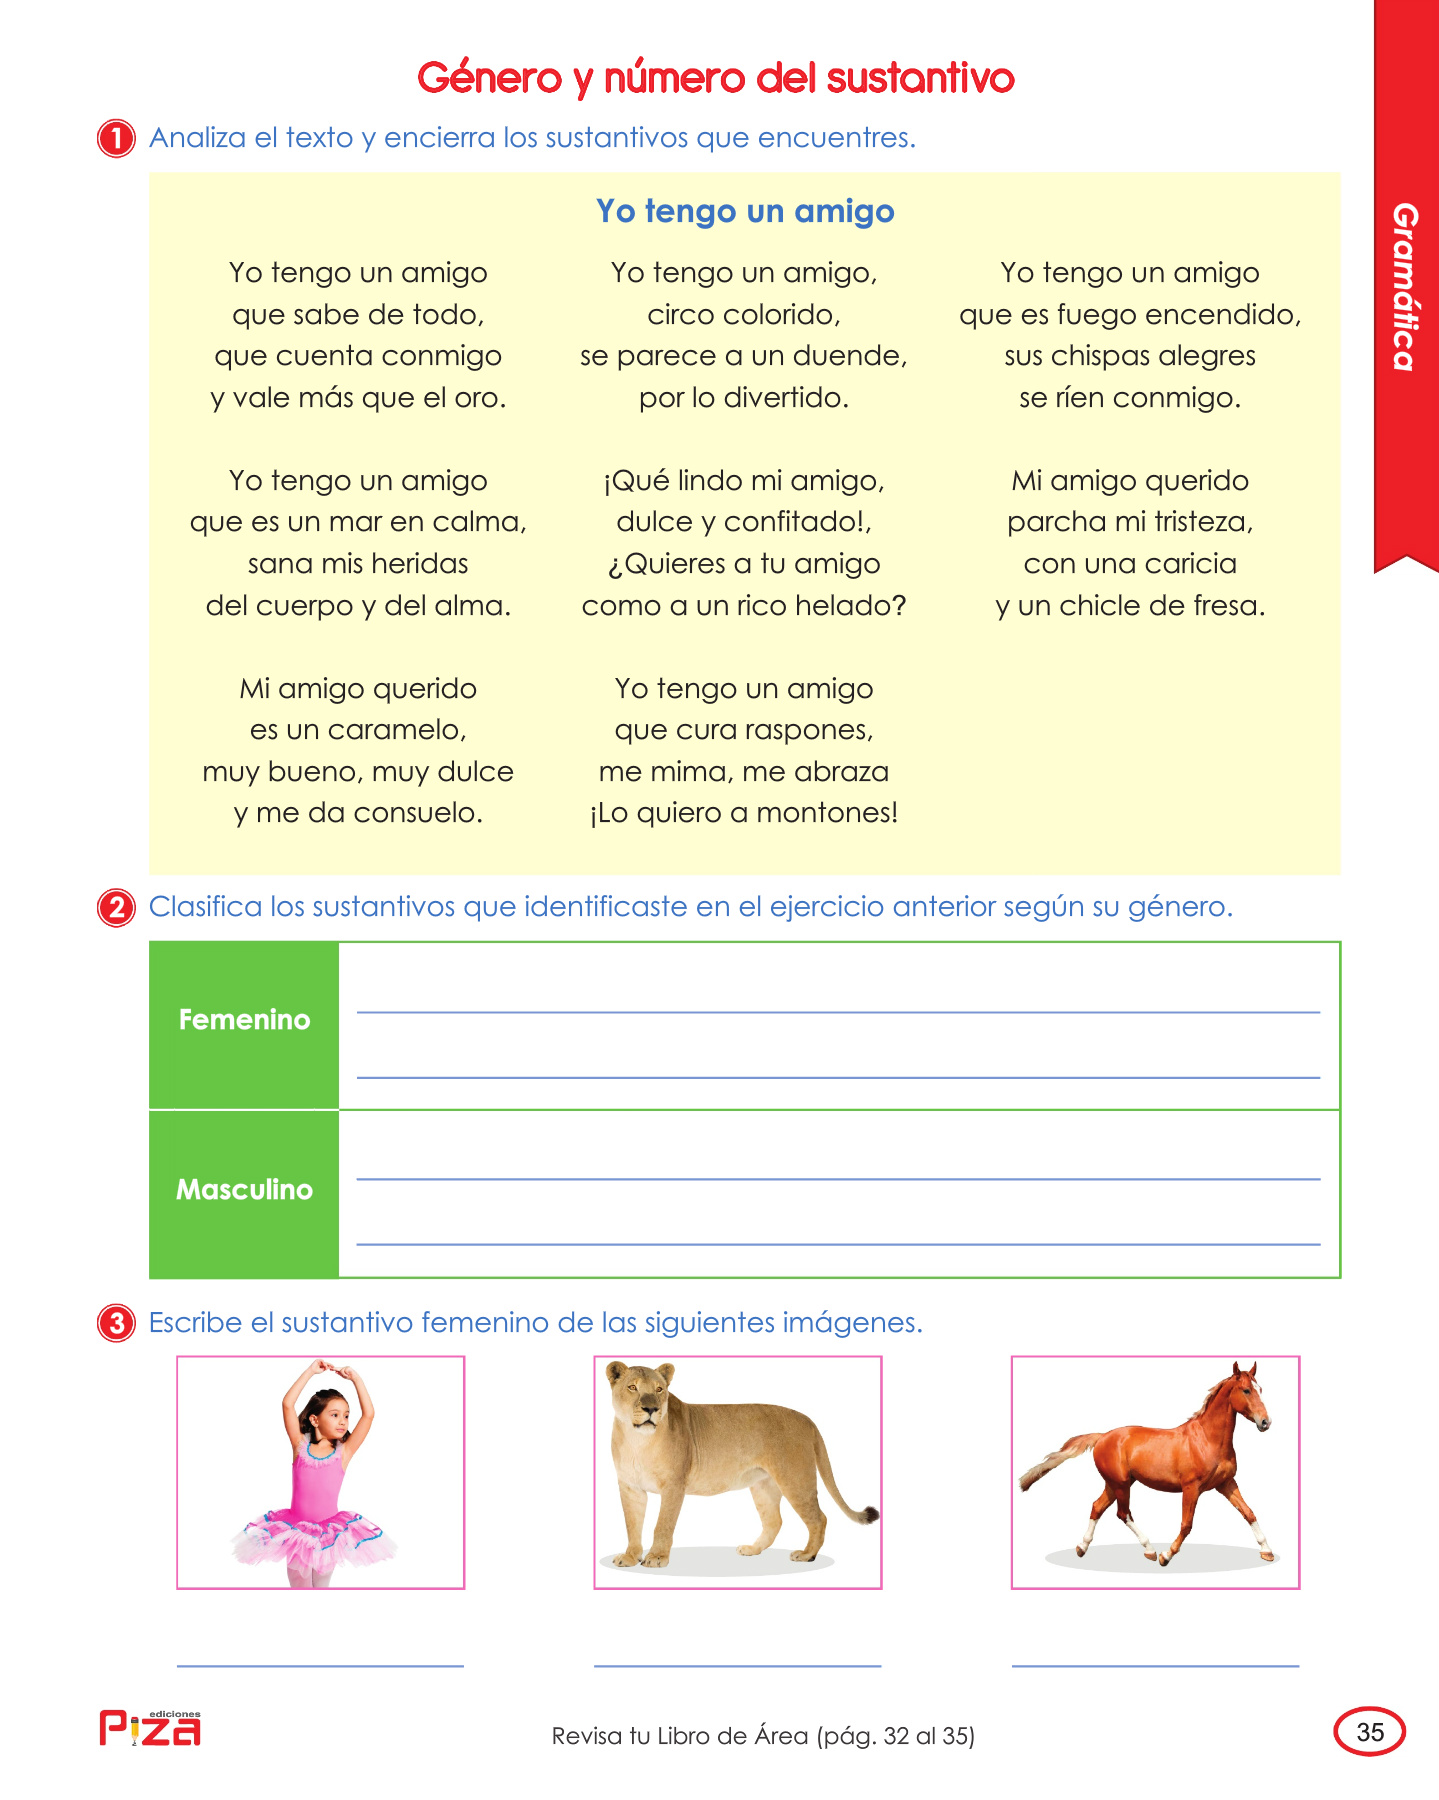 Género y número del sustantivo
Gramática
1 Analiza el texto y encierra los sustantivos que encuentres.
Yo tengo un amigo
Yo tengo un amigo
que sabe de todo,
que cuenta conmigo
y vale más que el oro.
Yo tengo un amigo
que es un mar en calma,
sana mis heridas
del cuerpo y del alma.
Mi amigo querido
es un caramelo,
muy bueno, muy dulce
y me da consuelo.
Yo tengo un amigo,
circo colorido,
se parece a un duende,
por lo divertido.
¡Qué lindo mi amigo,
dulce y confitado!,
¿Quieres a tu amigo
como a un rico helado?
Yo tengo un amigo
que cura raspones,
me mima, me abraza
¡Lo quiero a montones!
Yo tengo un amigo
que es fuego encendido,
sus chispas alegres
se ríen conmigo.
Mi amigo querido
parcha mi tristeza,
con una caricia
y un chicle de fresa.
2 Clasifica los sustantivos que identificaste en el ejercicio anterior según su género.
Femenino
Masculino
3 Escribe el sustantivo femenino de las siguientes imágenes.
ediciones
Piza
Revisa tu Libro de Área (pág. 32 al 35)
35